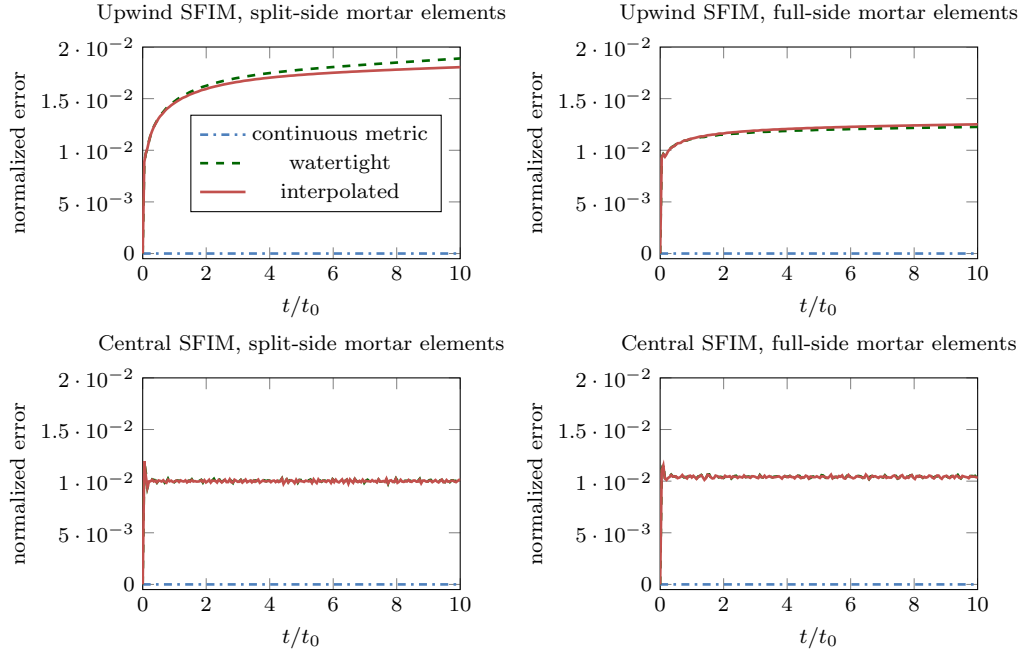 Upwind SFIM, split-side mortar elements
normalized error
2 · 10⁻²
1.5 · 10⁻²
1 · 10⁻²
5 · 10⁻³
0
continuous metric
watertight
interpolated
0 2 4 6 8 10
t/t₀
Upwind SFIM, full-side mortar elements
normalized error
2 · 10⁻²
1.5 · 10⁻²
1 · 10⁻²
5 · 10⁻³
0
0 2 4 6 8 10
t/t₀
Central SFIM, split-side mortar elements
normalized error
2 · 10⁻²
1.5 · 10⁻²
1 · 10⁻²
5 · 10⁻³
0
0 2 4 6 8 10
t/t₀
Central SFIM, full-side mortar elements
normalized error
2 · 10⁻²
1.5 · 10⁻²
1 · 10⁻²
5 · 10⁻³
0
0 2 4 6 8 10
t/t₀